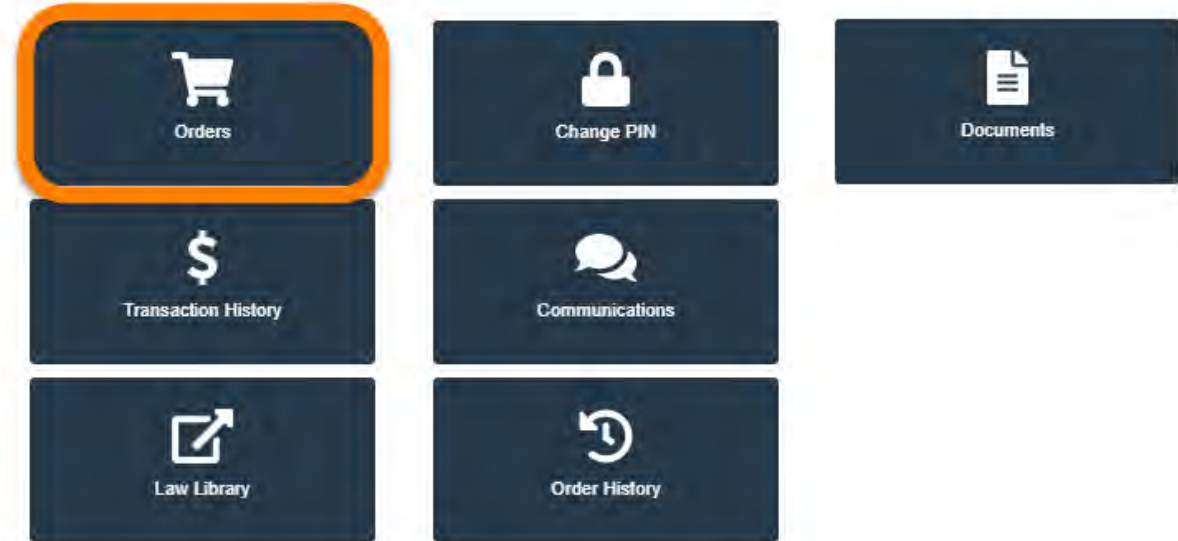 Orders
Change PIN
Documents
Transaction History
Communications
Law Library
Order History